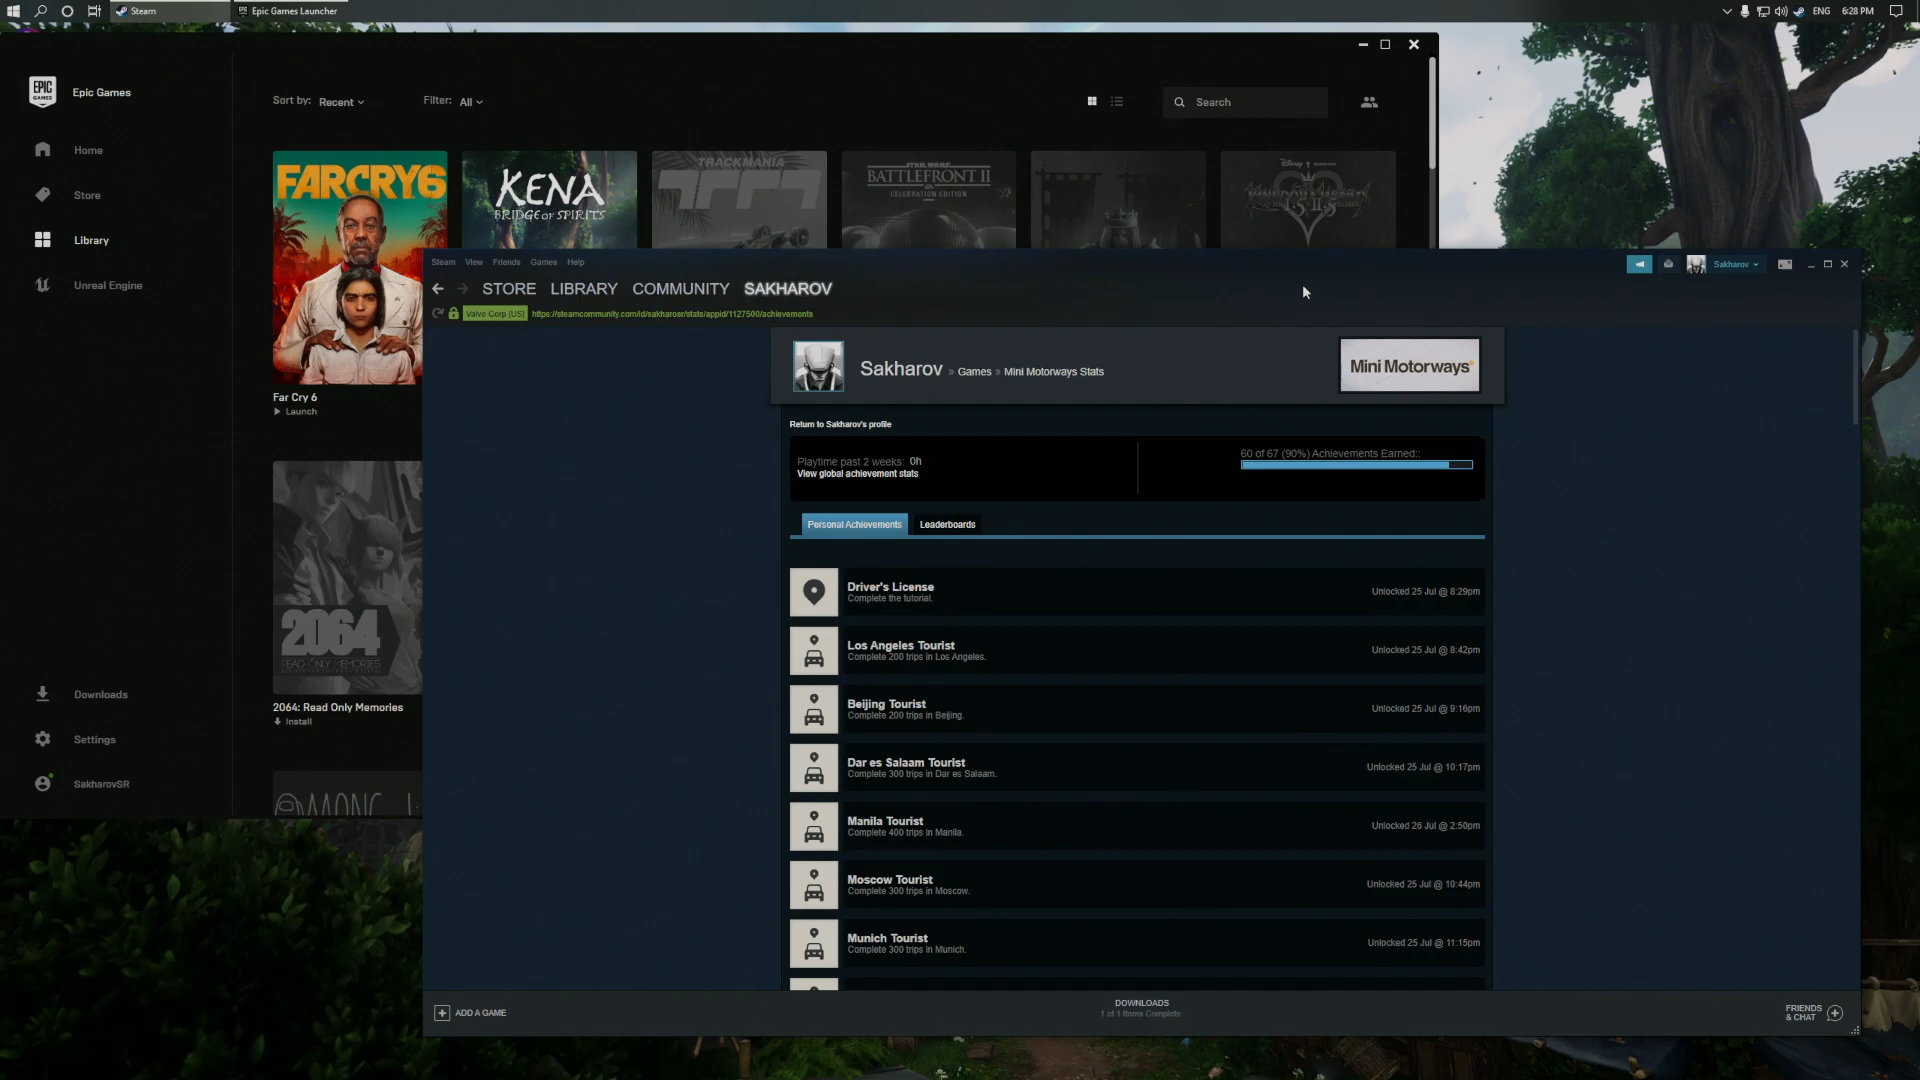 Steam
Epic Games Launcher
ENG
6:28 PM
EPIC
GAMES
Epic Games
Home
Store
Library
Unreal Engine
Downloads
Settings
SakharovSR
Sort by: Recent
Filter: All
Search
FARCRY6
KENA
BRIDGE OF SPIRITS
TRACKMANIA
STAR WARS
BATTLEFRONT II
CELEBRATION EDITION
Disney
Far Cry 6
Launch
2064
READ ONLY MEMORIES
2064: Read Only Memories
Install
Steam View Friends Games Help
Sakharov
STORE LIBRARY COMMUNITY SAKHAROV
Valve Corp [US] https://steamcommunity.com/id/sakharosr/stats/appid/1127500/achievements
Sakharov » Games » Mini Motorways Stats
Mini Motorways
Return to Sakharov's profile
Playtime past 2 weeks: 0h
View global achievement stats
60 of 67 (90%) Achievements Earned::
Personal Achievements
Leaderboards
Driver's License
Complete the tutorial.
Unlocked 25 Jul @ 8:29pm
Los Angeles Tourist
Complete 200 trips in Los Angeles.
Unlocked 25 Jul @ 8:42pm
Beijing Tourist
Complete 200 trips in Beijing.
Unlocked 25 Jul @ 9:16pm
Dar es Salaam Tourist
Complete 300 trips in Dar es Salaam.
Unlocked 25 Jul @ 10:17pm
Manila Tourist
Complete 400 trips in Manila.
Unlocked 26 Jul @ 2:50pm
Moscow Tourist
Complete 300 trips in Moscow.
Unlocked 25 Jul @ 10:44pm
Munich Tourist
Complete 300 trips in Munich.
Unlocked 25 Jul @ 11:15pm
ADD A GAME
DOWNLOADS
1 of 1 Items Complete
FRIENDS
& CHAT